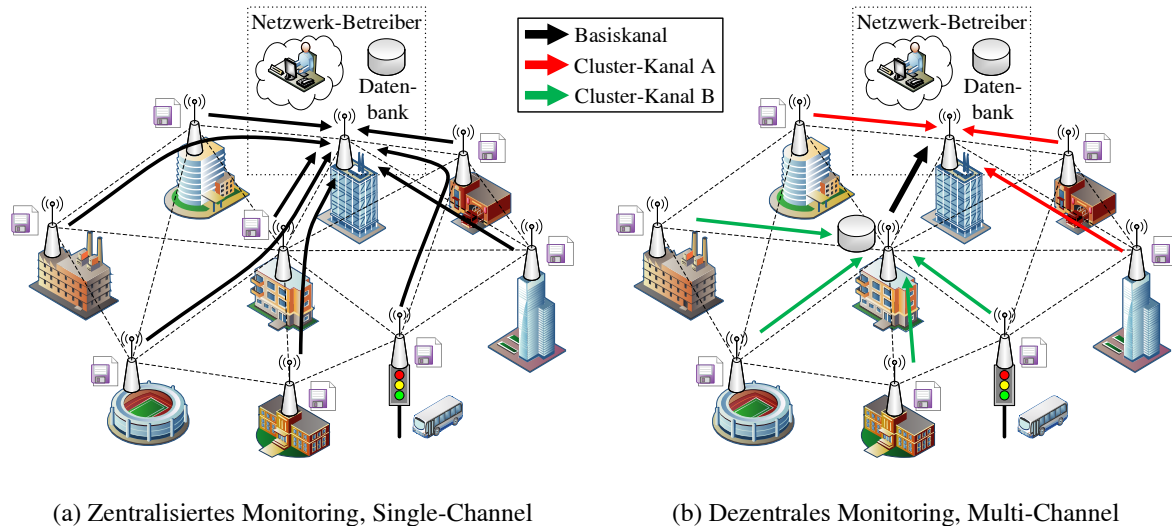 Netzwerk-Betreiber
Daten-
bank
Basiskanal
Cluster-Kanal A
Cluster-Kanal B
Netzwerk-Betreiber
Daten-
bank
(a) Zentralisiertes Monitoring, Single-Channel
(b) Dezentrales Monitoring, Multi-Channel